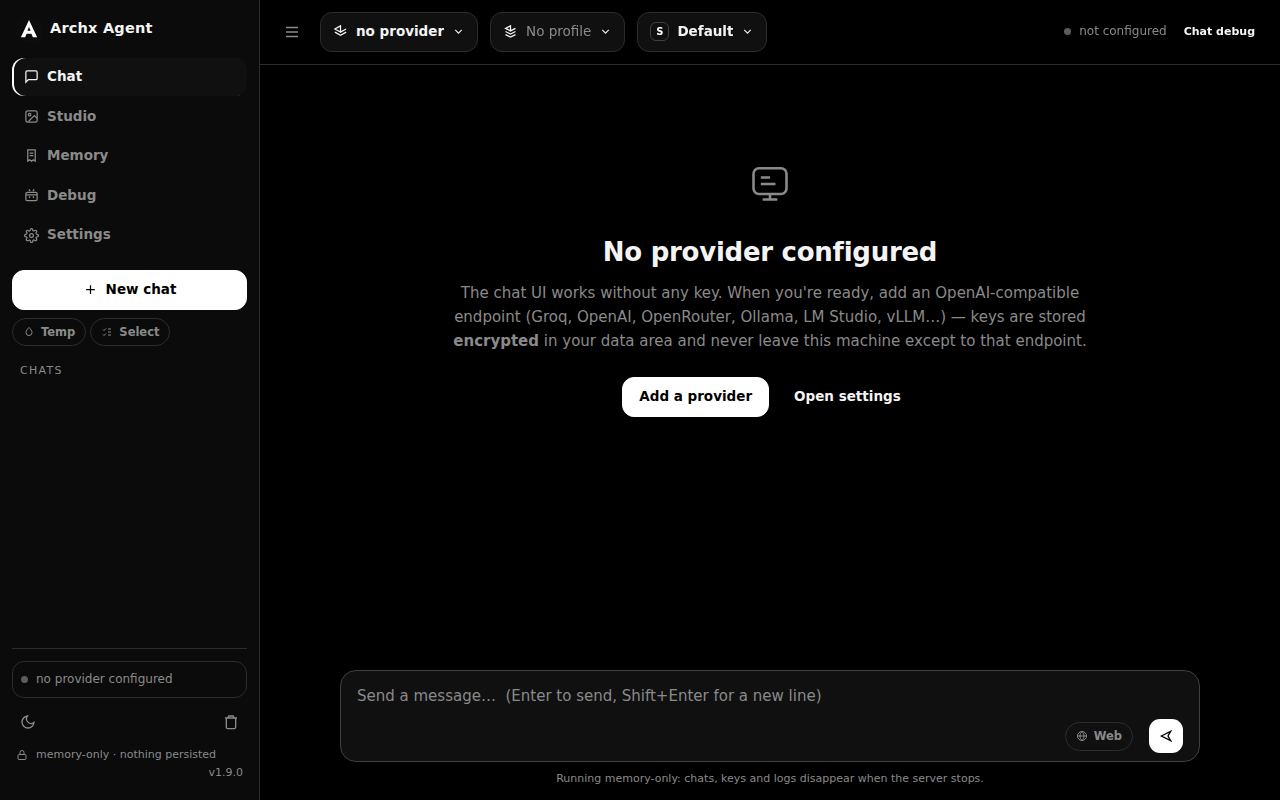 Archx Agent
Chat
Studio
Memory
Debug
Settings
New chat
Temp
Select
CHATS
no provider configured
memory-only · nothing persisted
v1.9.0
no provider
No profile
S
Default
not configured
Chat debug
No provider configured
The chat UI works without any key. When you're ready, add an OpenAI-compatible
endpoint (Groq, OpenAI, OpenRouter, Ollama, LM Studio, vLLM…) — keys are stored
encrypted in your data area and never leave this machine except to that endpoint.
Add a provider
Open settings
Send a message… (Enter to send, Shift+Enter for a new line)
Web
Running memory-only: chats, keys and logs disappear when the server stops.